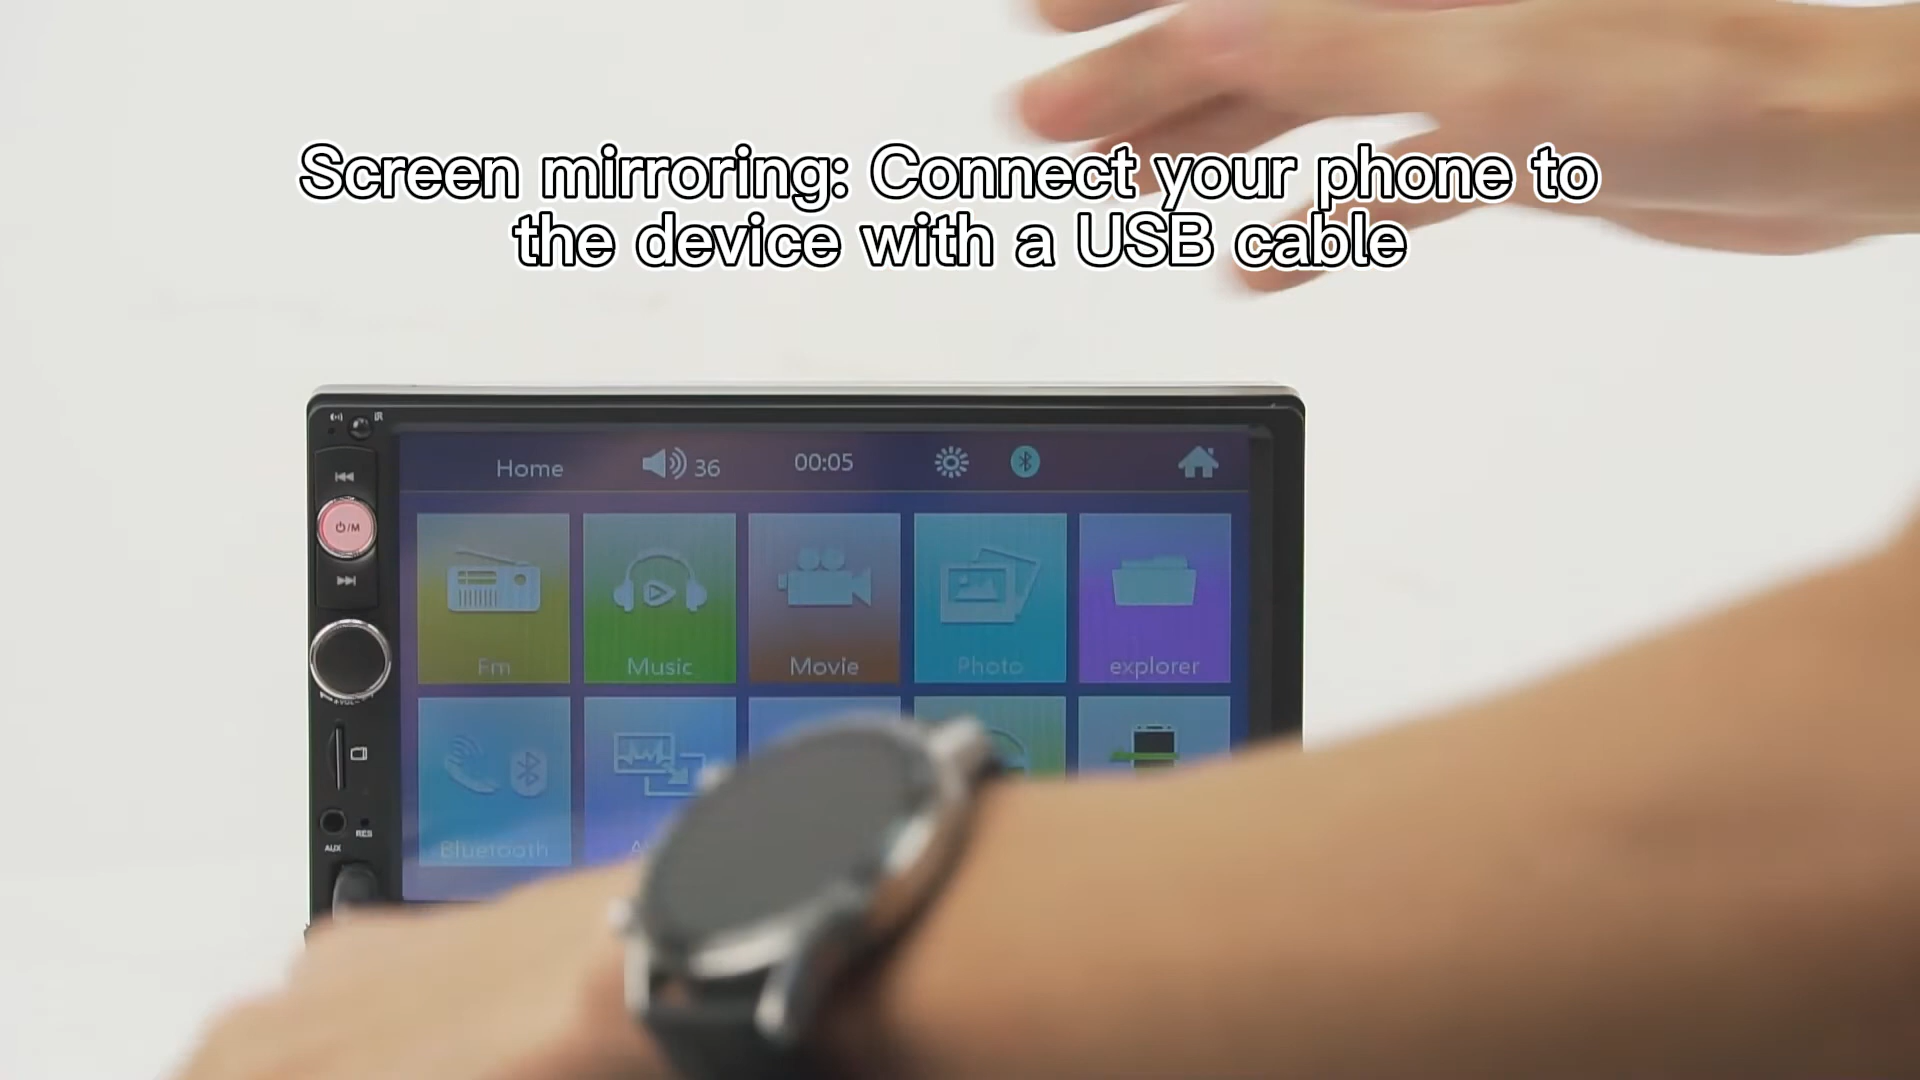 Screen mirroring: Connect your phone to
the device with a USB cable
IR
Home 36 00:05
/M
Fm Music Movie Photo explorer
RES
AUX
Bluetooth